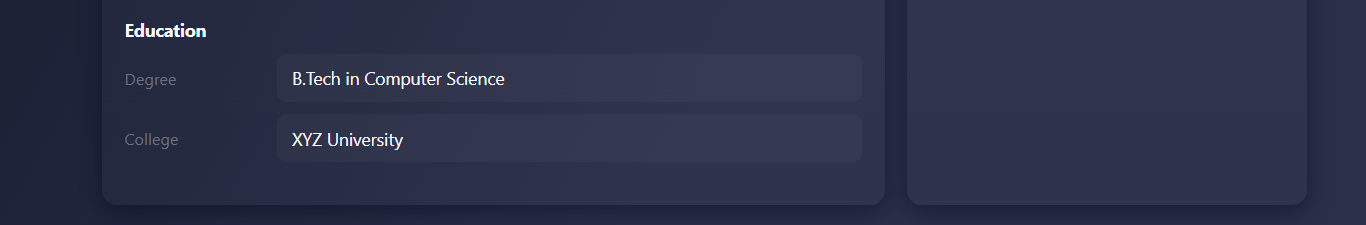 Education
Degree
B.Tech in Computer Science
College
XYZ University